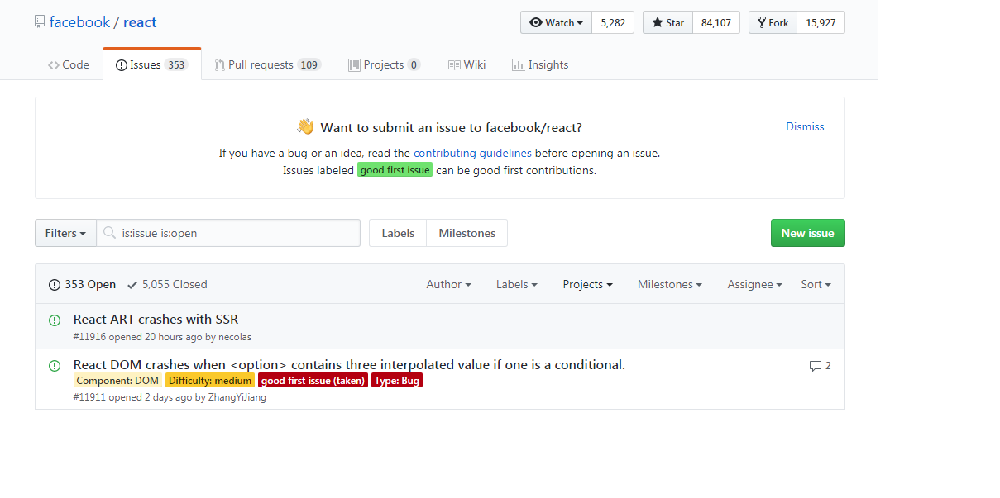 facebook / react
Watch 5,282 Star 84,107 Fork 15,927
Code Issues 353 Pull requests 109 Projects 0 Wiki Insights
Want to submit an issue to facebook/react? Dismiss
If you have a bug or an idea, read the contributing guidelines before opening an issue.
Issues labeled good first issue can be good first contributions.
Filters is:issue is:open Labels Milestones New issue
353 Open 5,055 Closed Author Labels Projects Milestones Assignee Sort
React ART crashes with SSR
#11916 opened 20 hours ago by necolas
React DOM crashes when <option> contains three interpolated value if one is a conditional. 2
Component: DOM Difficulty: medium good first issue (taken) Type: Bug
#11911 opened 2 days ago by ZhangYiJiang